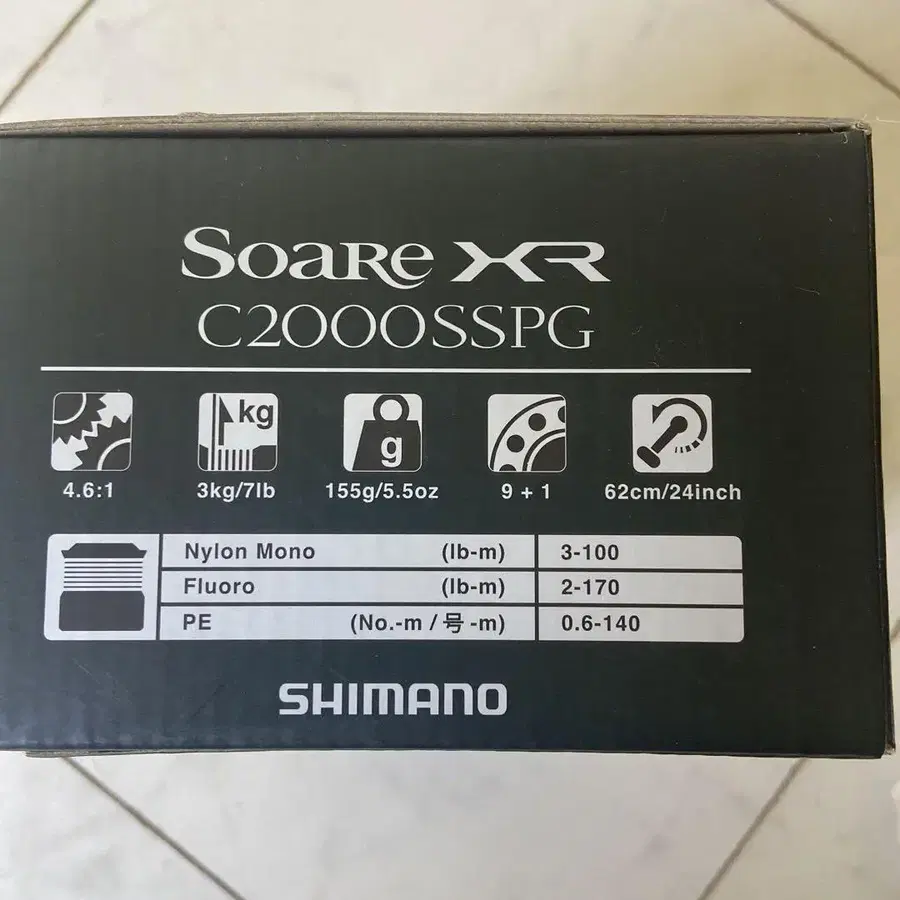 Soare XR
C2000SSPG
kg
g
4.6:1 3kg/7lb 155g/5.5oz 9 + 1 62cm/24inch
Nylon Mono (lb-m) 3-100
Fluoro (lb-m) 2-170
PE (No.-m / 号 -m) 0.6-140
SHIMANO